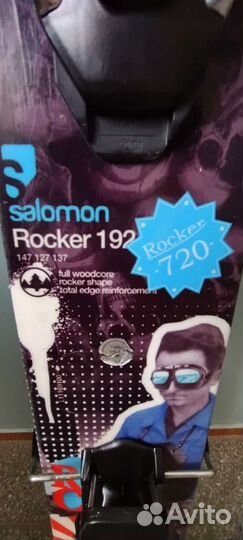 salomon
Rocker 192
147 127 137
Rocker
-720-
full woodcore
rocker shape
total edge reinforcement
Avito